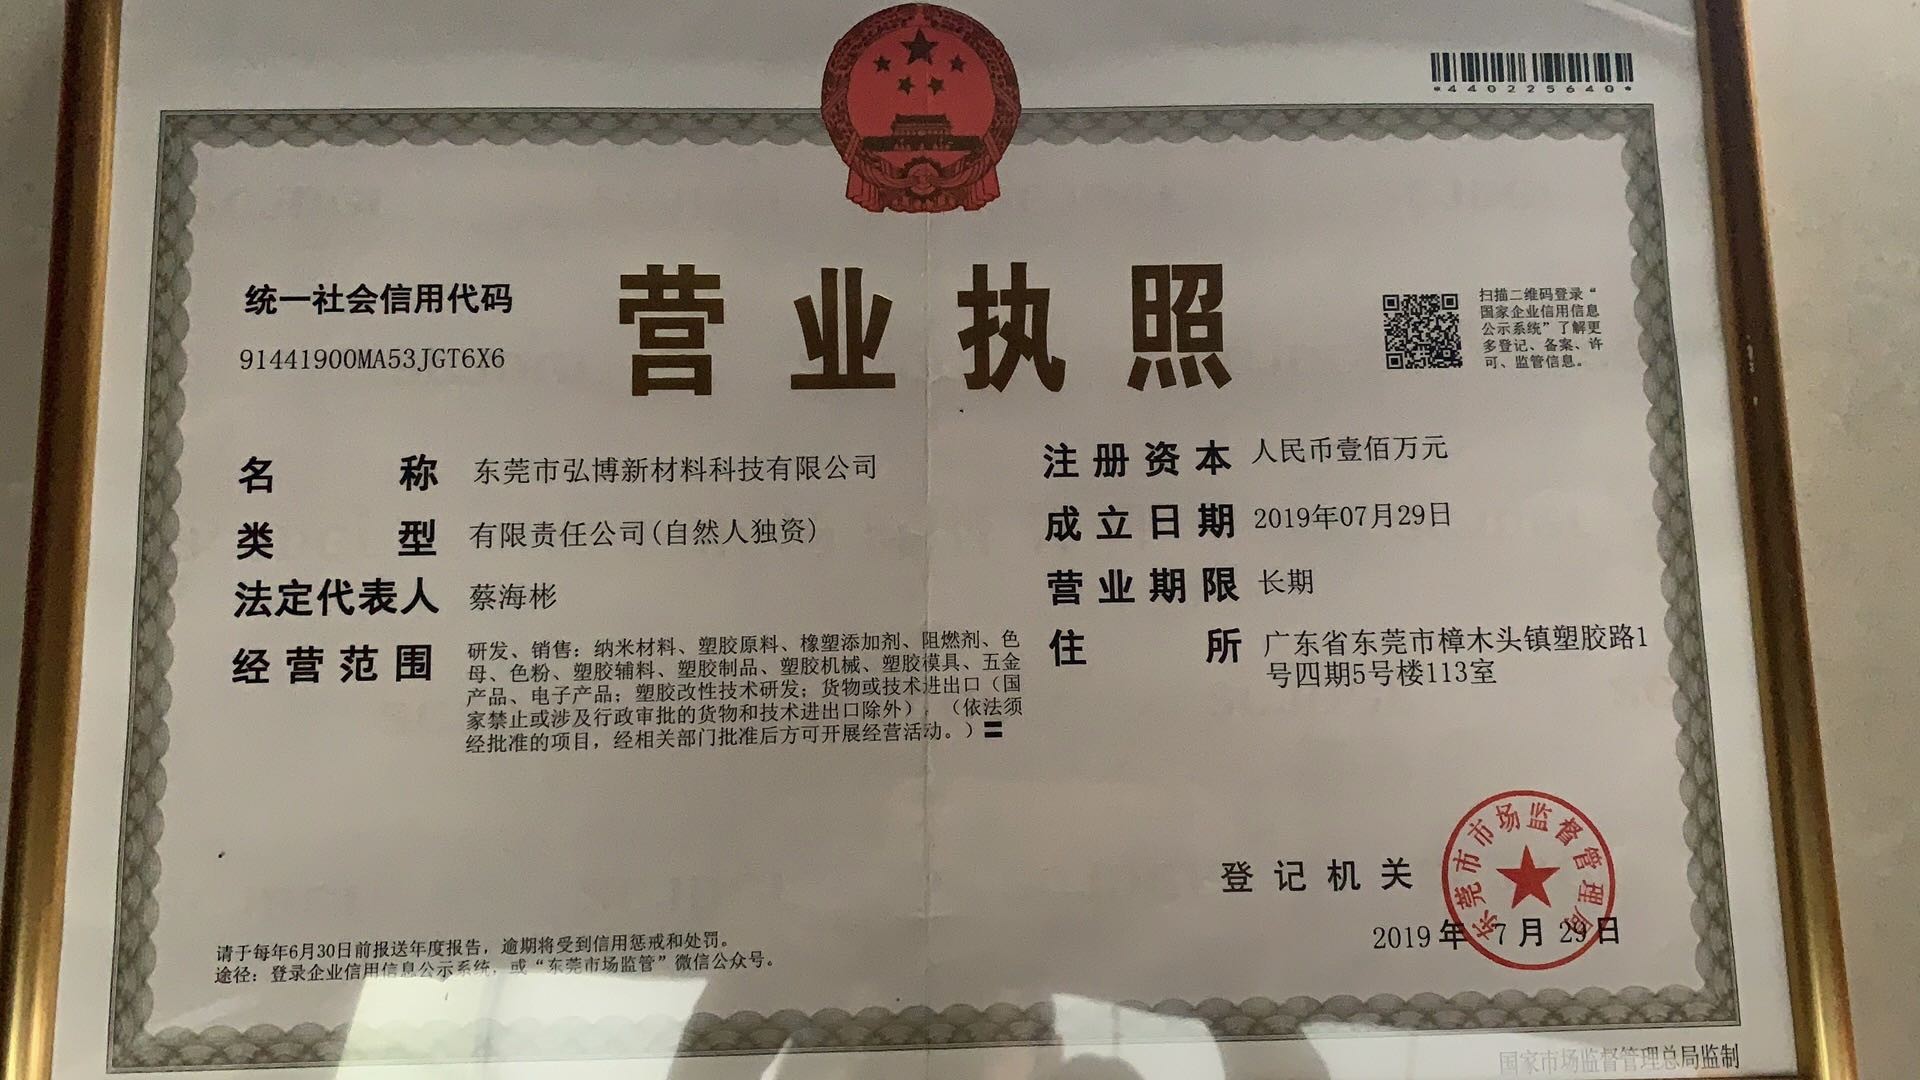 *440225640*
营业执照
统一社会信用代码
91441900MA53JGT6X6
扫描二维码登录“
国家企业信用信息
公示系统”了解更
多登记、备案、许
可、监管信息。
名称 东莞市弘博新材料科技有限公司
类型 有限责任公司(自然人独资)
法定代表人 蔡海彬
经营范围 研发、销售：纳米材料、塑胶原料、橡塑添加剂、阻燃剂、色
母、色粉、塑胶辅料、塑胶制品、塑胶机械、塑胶模具、五金
产品、电子产品；塑胶改性技术研发；货物或技术进出口（国
家禁止或涉及行政审批的货物和技术进出口除外）。（依法须
经批准的项目，经相关部门批准后方可开展经营活动。）〓
注册资本 人民币壹佰万元
成立日期 2019年07月29日
营业期限 长期
住所 广东省东莞市樟木头镇塑胶路1
号四期5号楼113室
登记机关
东莞市市场监督管理局
2019年7月29日
请于每年6月30日前报送年度报告，逾期将受到信用惩戒和处罚。
途径：登录企业信用信息公示系统，或“东莞市场监管”微信公众号。
国家市场监督管理总局监制